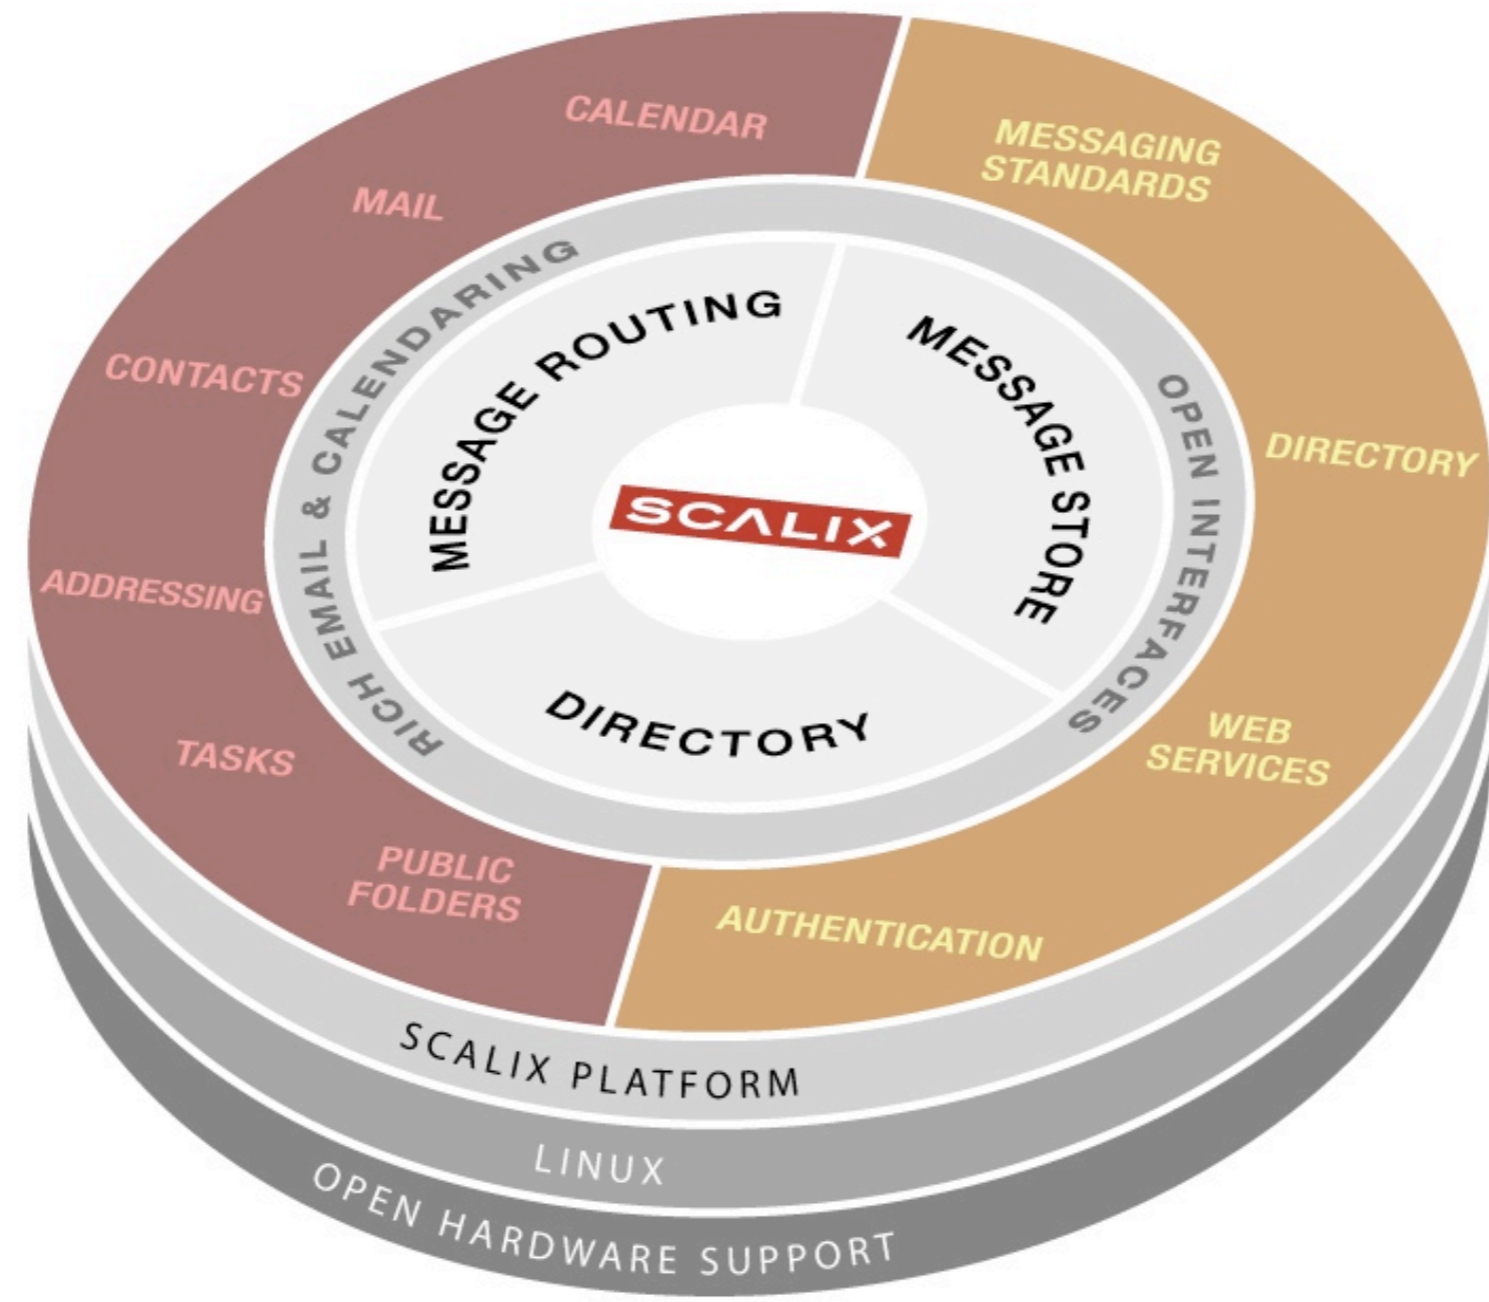 CALENDAR
MAIL
CONTACTS
ADDRESSING
TASKS
PUBLIC
FOLDERS
MESSAGING
STANDARDS
DIRECTORY
WEB
SERVICES
AUTHENTICATION
RICH EMAIL & CALENDARING
OPEN INTERFACES
MESSAGE ROUTING
MESSAGE STORE
DIRECTORY
SCALIX
SCALIX PLATFORM
LINUX
OPEN HARDWARE SUPPORT